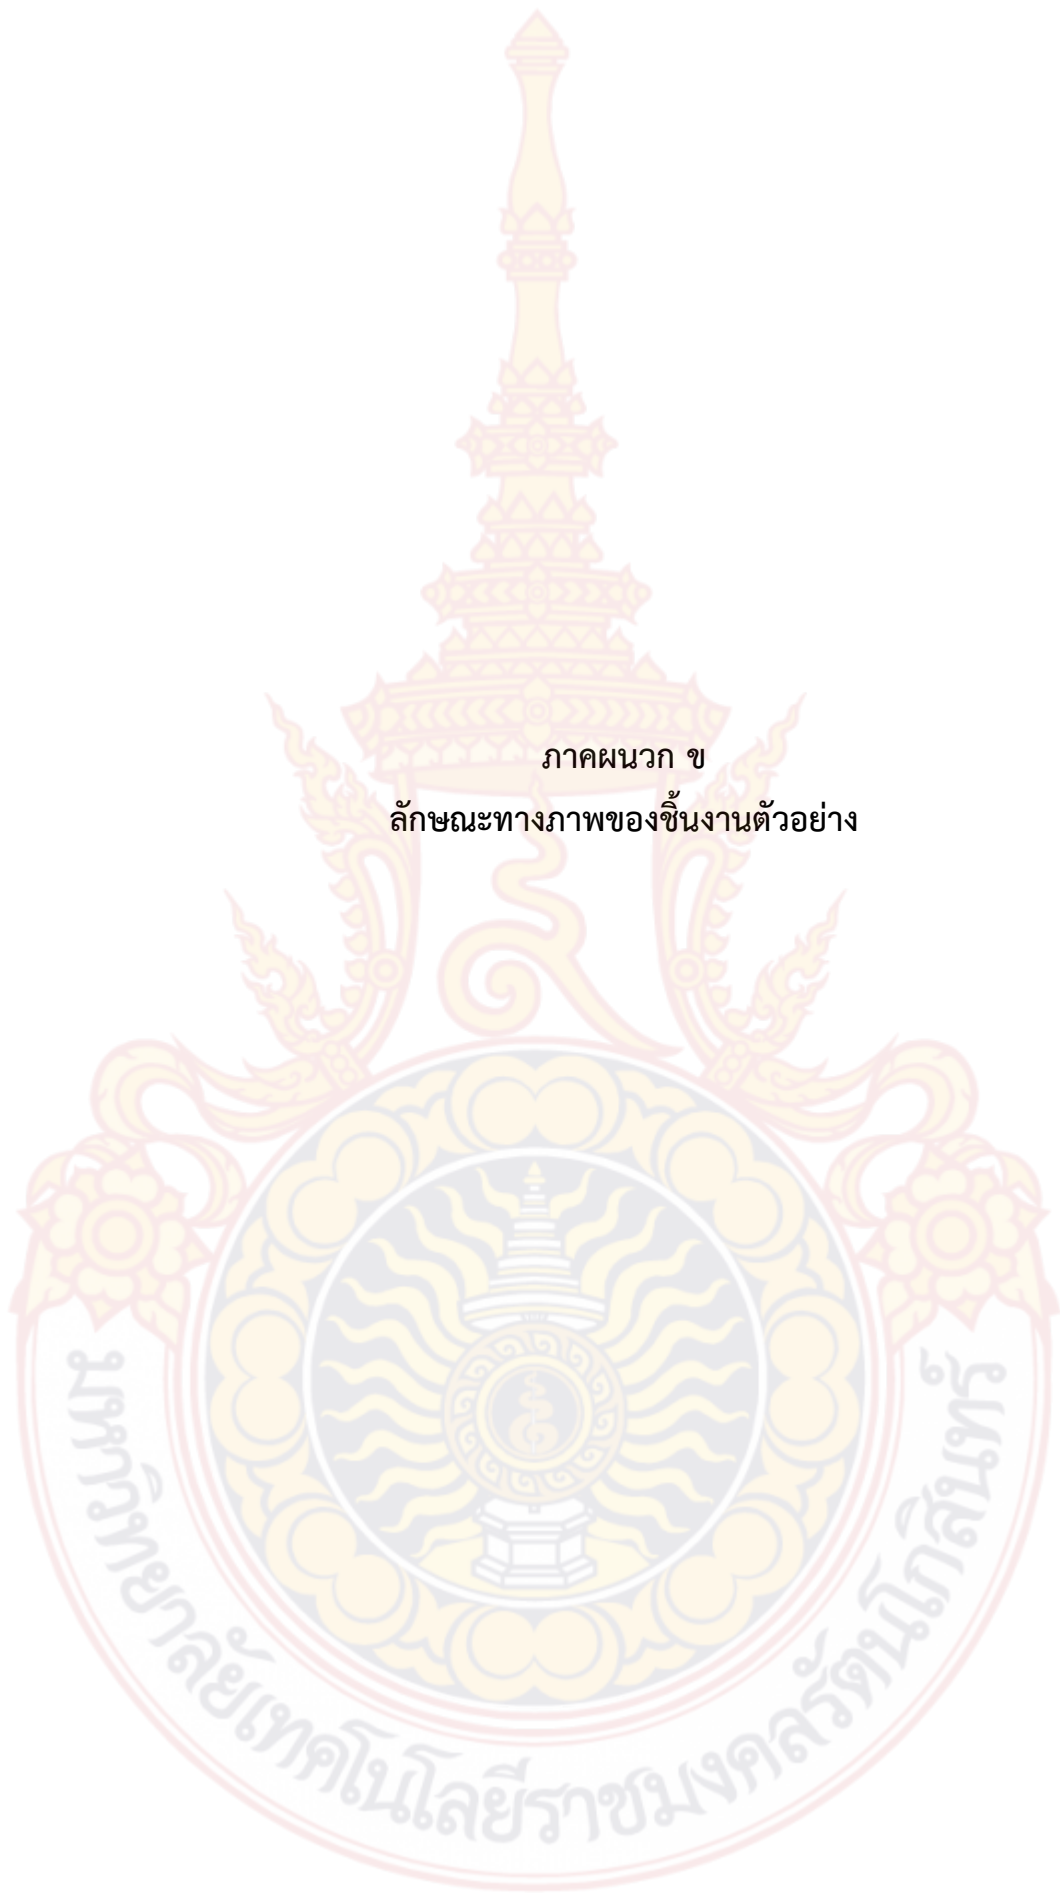 ภาคผนวก ข
ลักษณะทางภาพของชิ้นงานตัวอย่าง
มหาวิทยาลัยเทคโนโลยีราชมงคลรัตนโกสินทร์